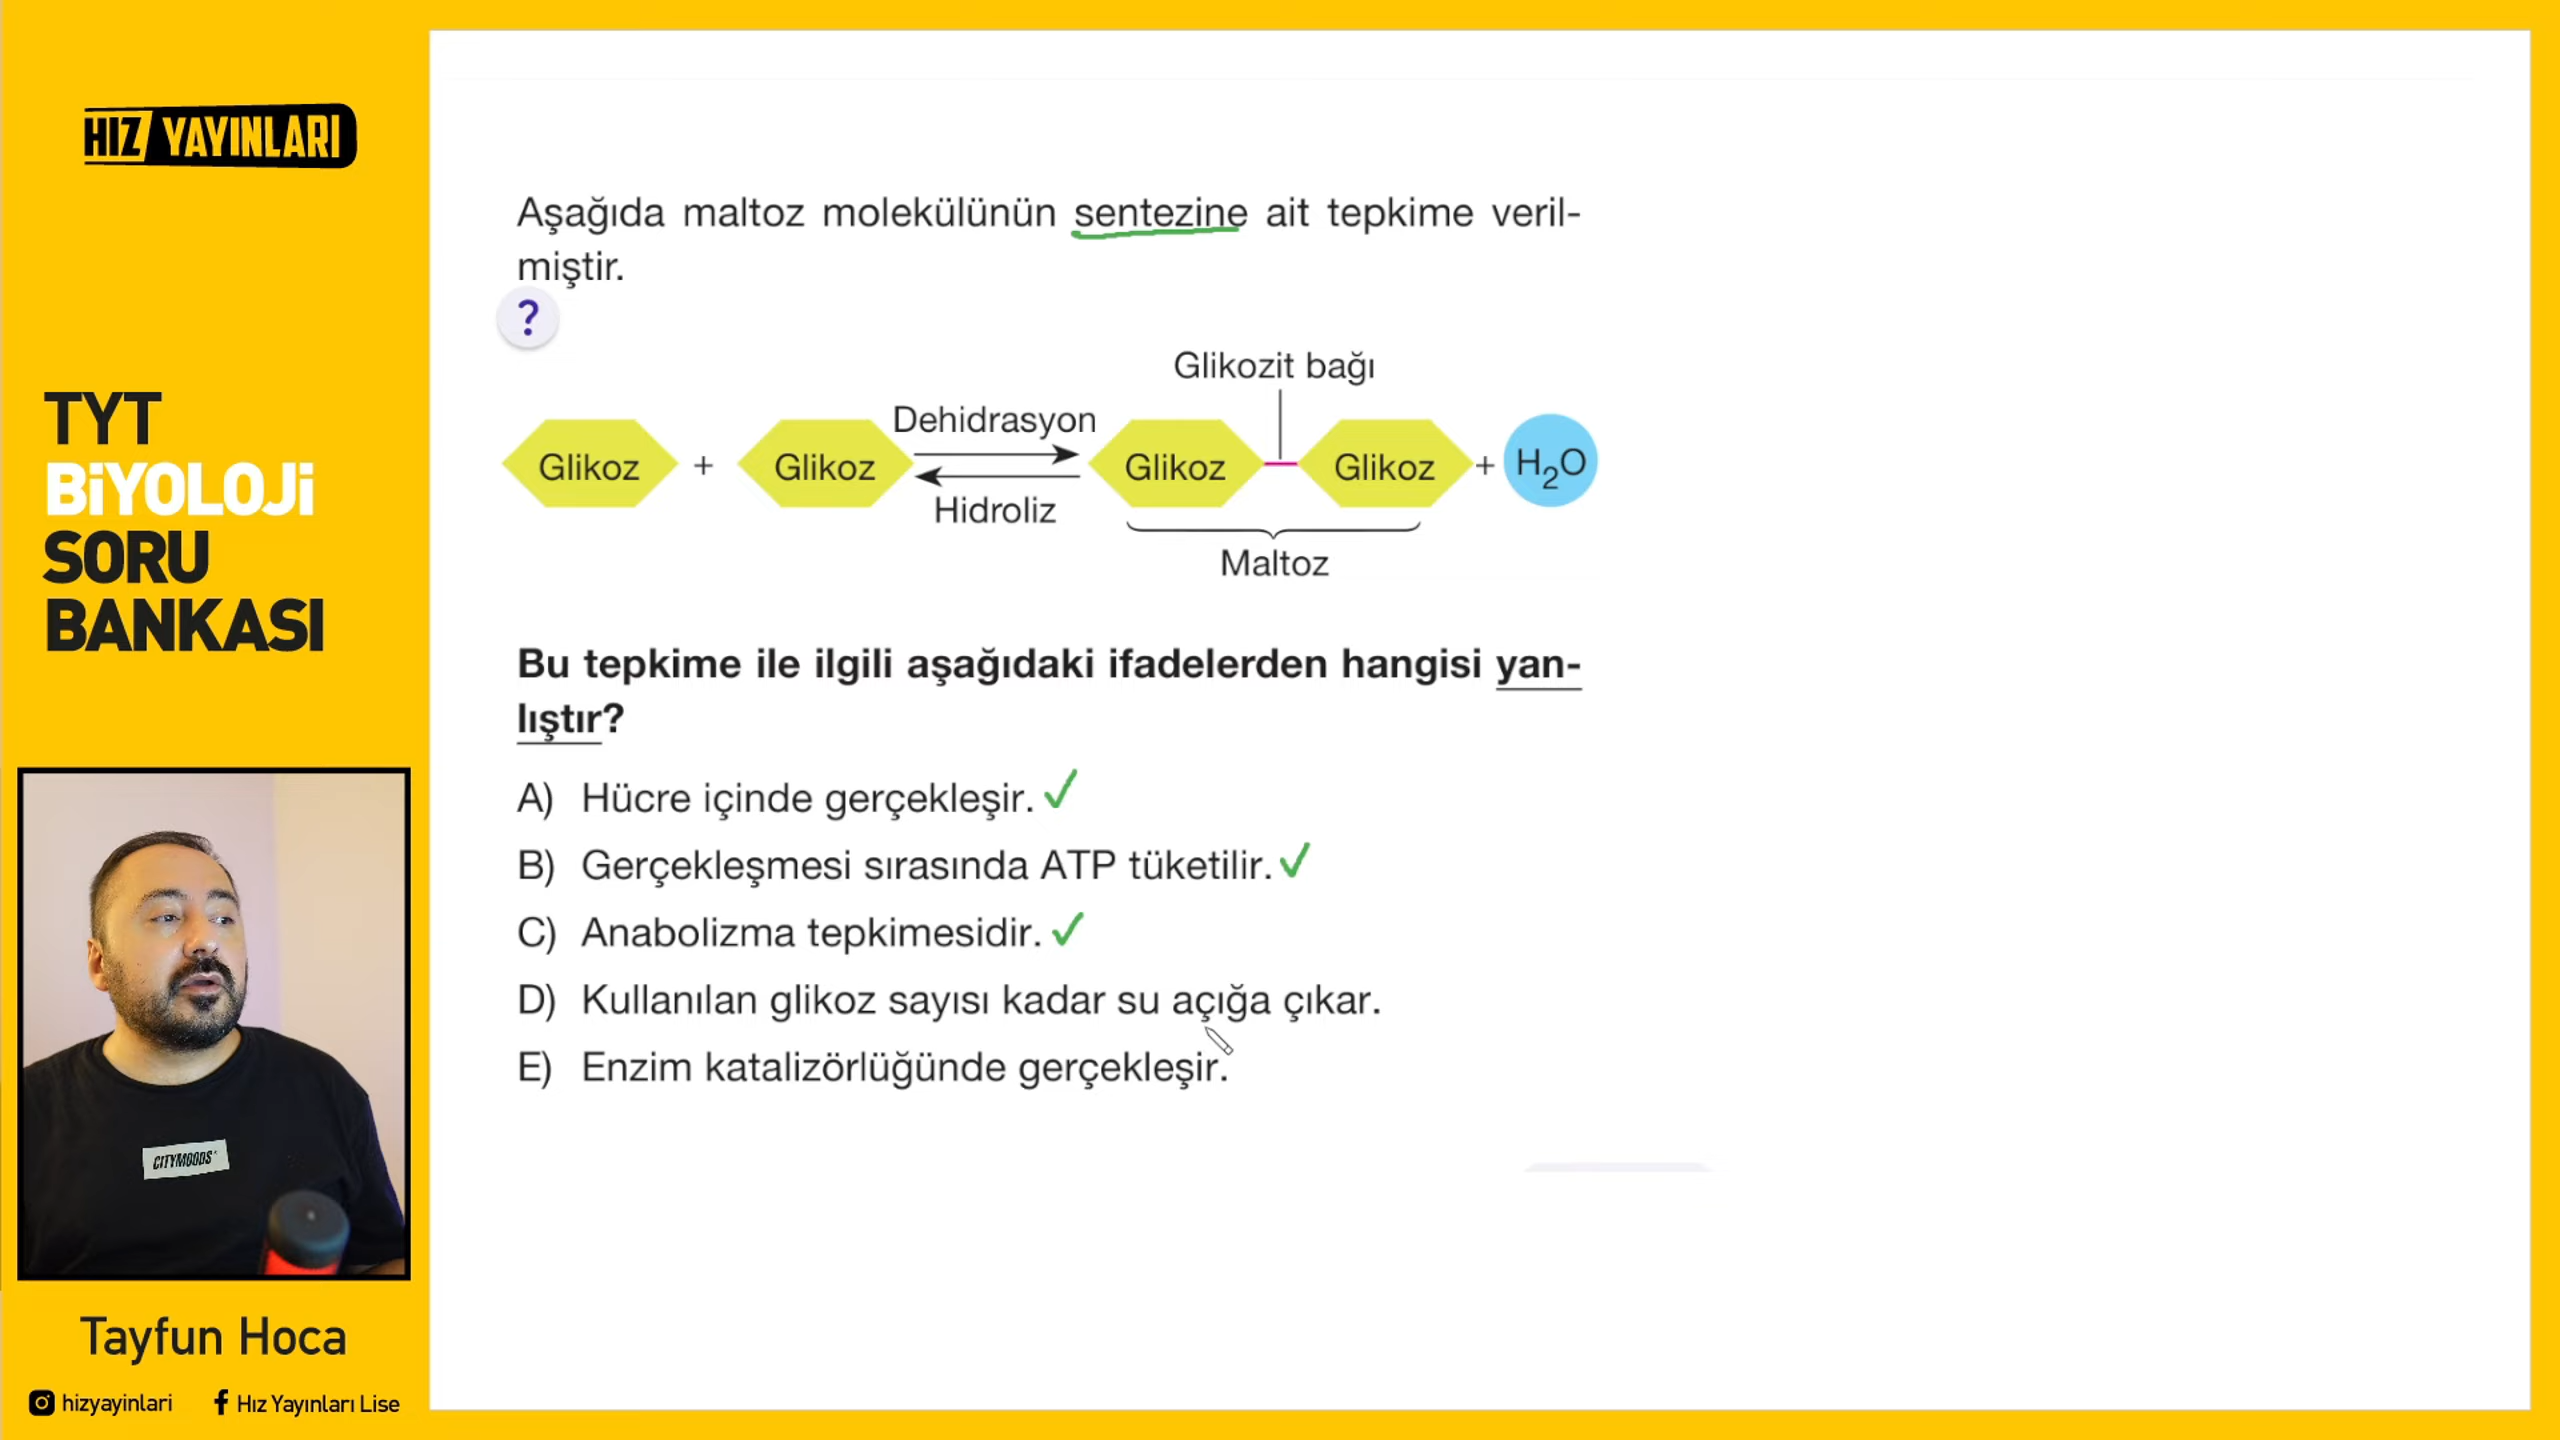 HIZ YAYINLARI
TYT
BiYOLOJi
SORU
BANKASI
CITYMOODS
Tayfun Hoca
hizyayinlari Hız Yayınları Lise
Aşağıda maltoz molekülünün sentezine ait tepkime veril-
miştir.
?
Glikozit bağı
Dehidrasyon
Glikoz + Glikoz Glikoz Glikoz + H₂O
Hidroliz
Maltoz
Bu tepkime ile ilgili aşağıdaki ifadelerden hangisi yan-
lıştır?
A) Hücre içinde gerçekleşir. ✓
B) Gerçekleşmesi sırasında ATP tüketilir. ✓
C) Anabolizma tepkimesidir. ✓
D) Kullanılan glikoz sayısı kadar su açığa çıkar.
E) Enzim katalizörlüğünde gerçekleşir.